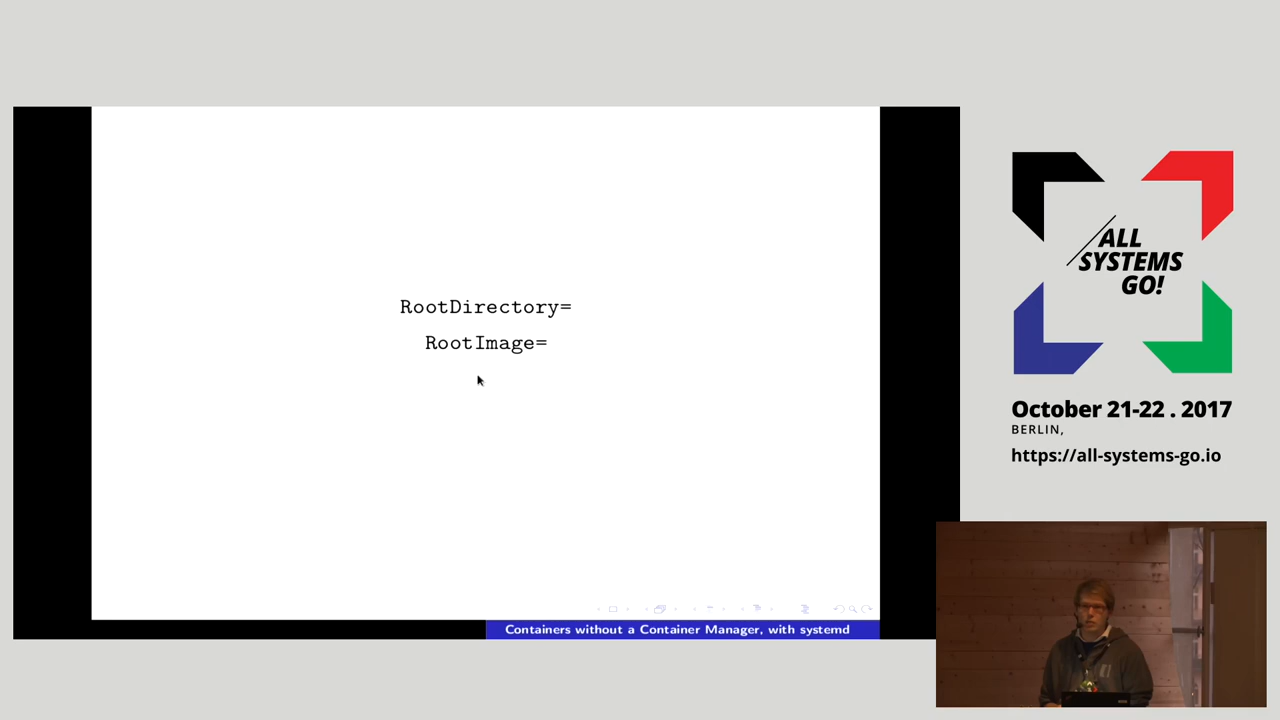 RootDirectory=
RootImage=
Containers without a Container Manager, with systemd
ALL
SYSTEMS
GO!
October 21-22 . 2017
BERLIN,
https://all-systems-go.io